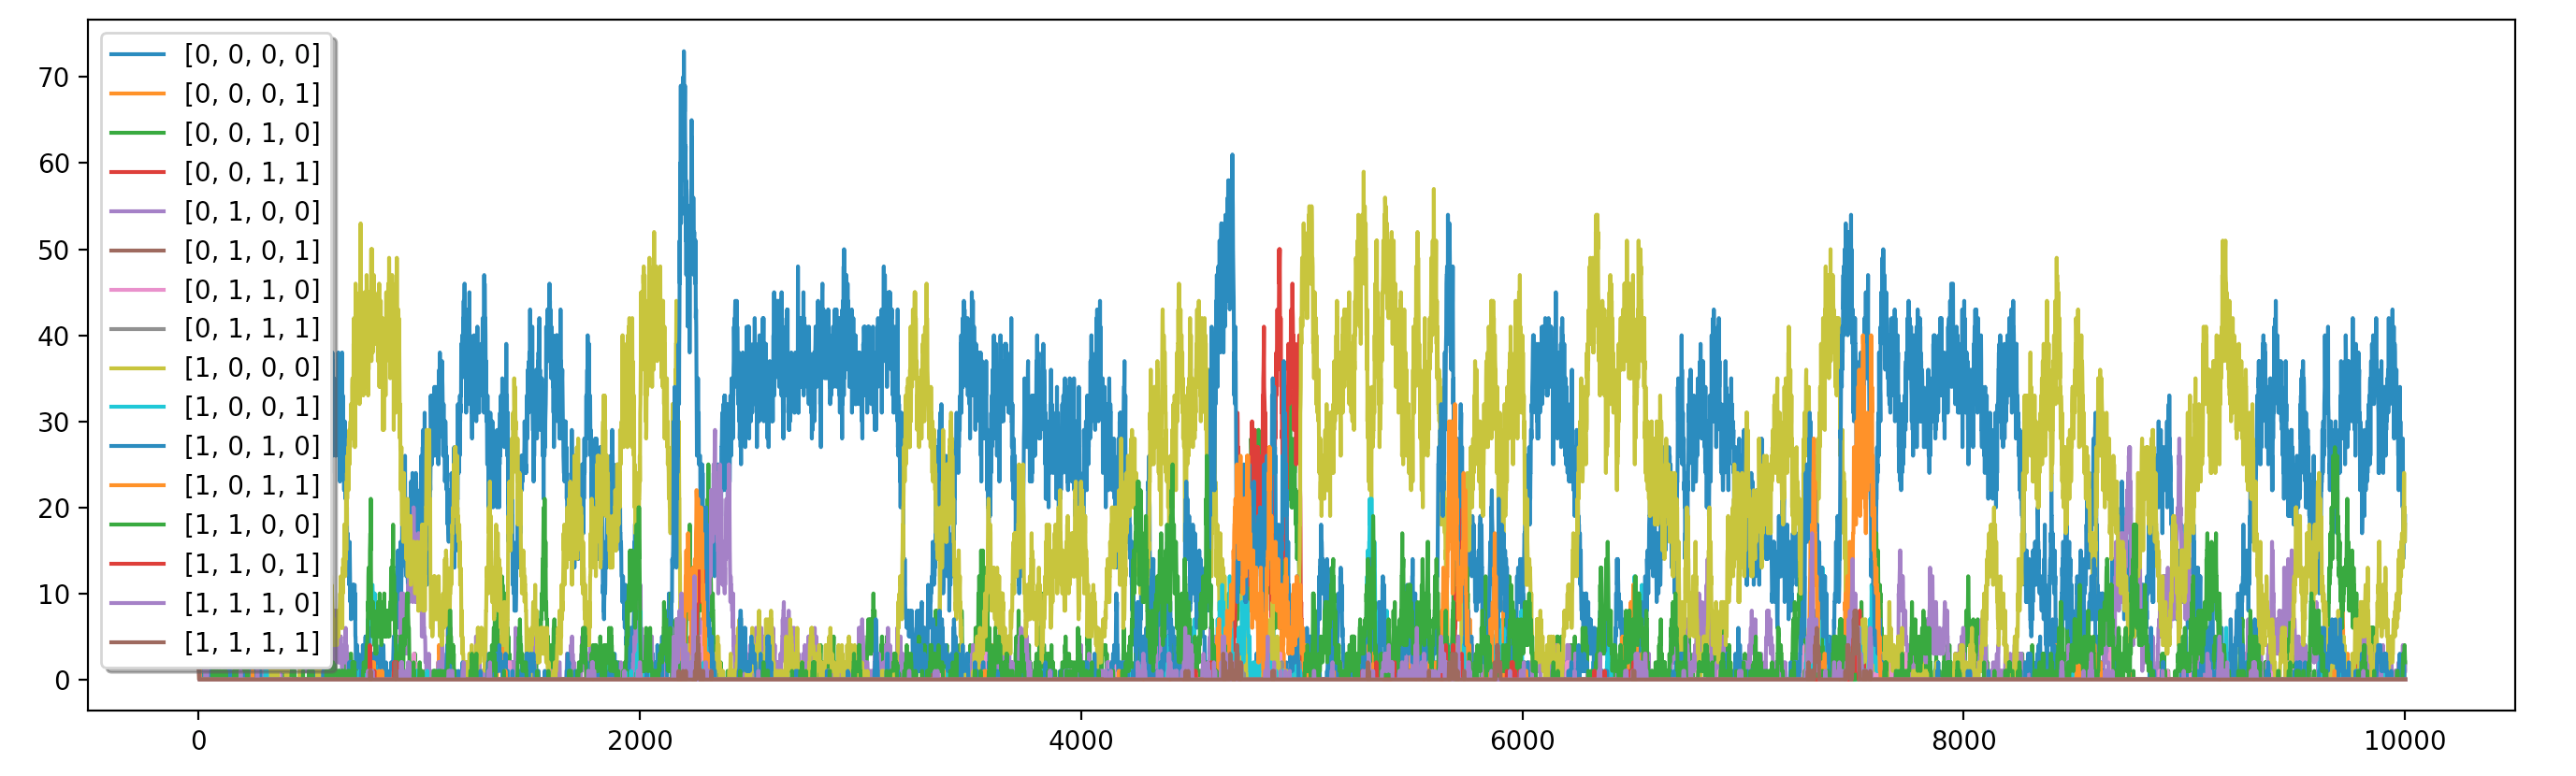 [0, 0, 0, 0]
[0, 0, 0, 1]
[0, 0, 1, 0]
[0, 0, 1, 1]
[0, 1, 0, 0]
[0, 1, 0, 1]
[0, 1, 1, 0]
[0, 1, 1, 1]
[1, 0, 0, 0]
[1, 0, 0, 1]
[1, 0, 1, 0]
[1, 0, 1, 1]
[1, 1, 0, 0]
[1, 1, 0, 1]
[1, 1, 1, 0]
[1, 1, 1, 1]
70
60
50
40
30
20
10
0
0 2000 4000 6000 8000 10000